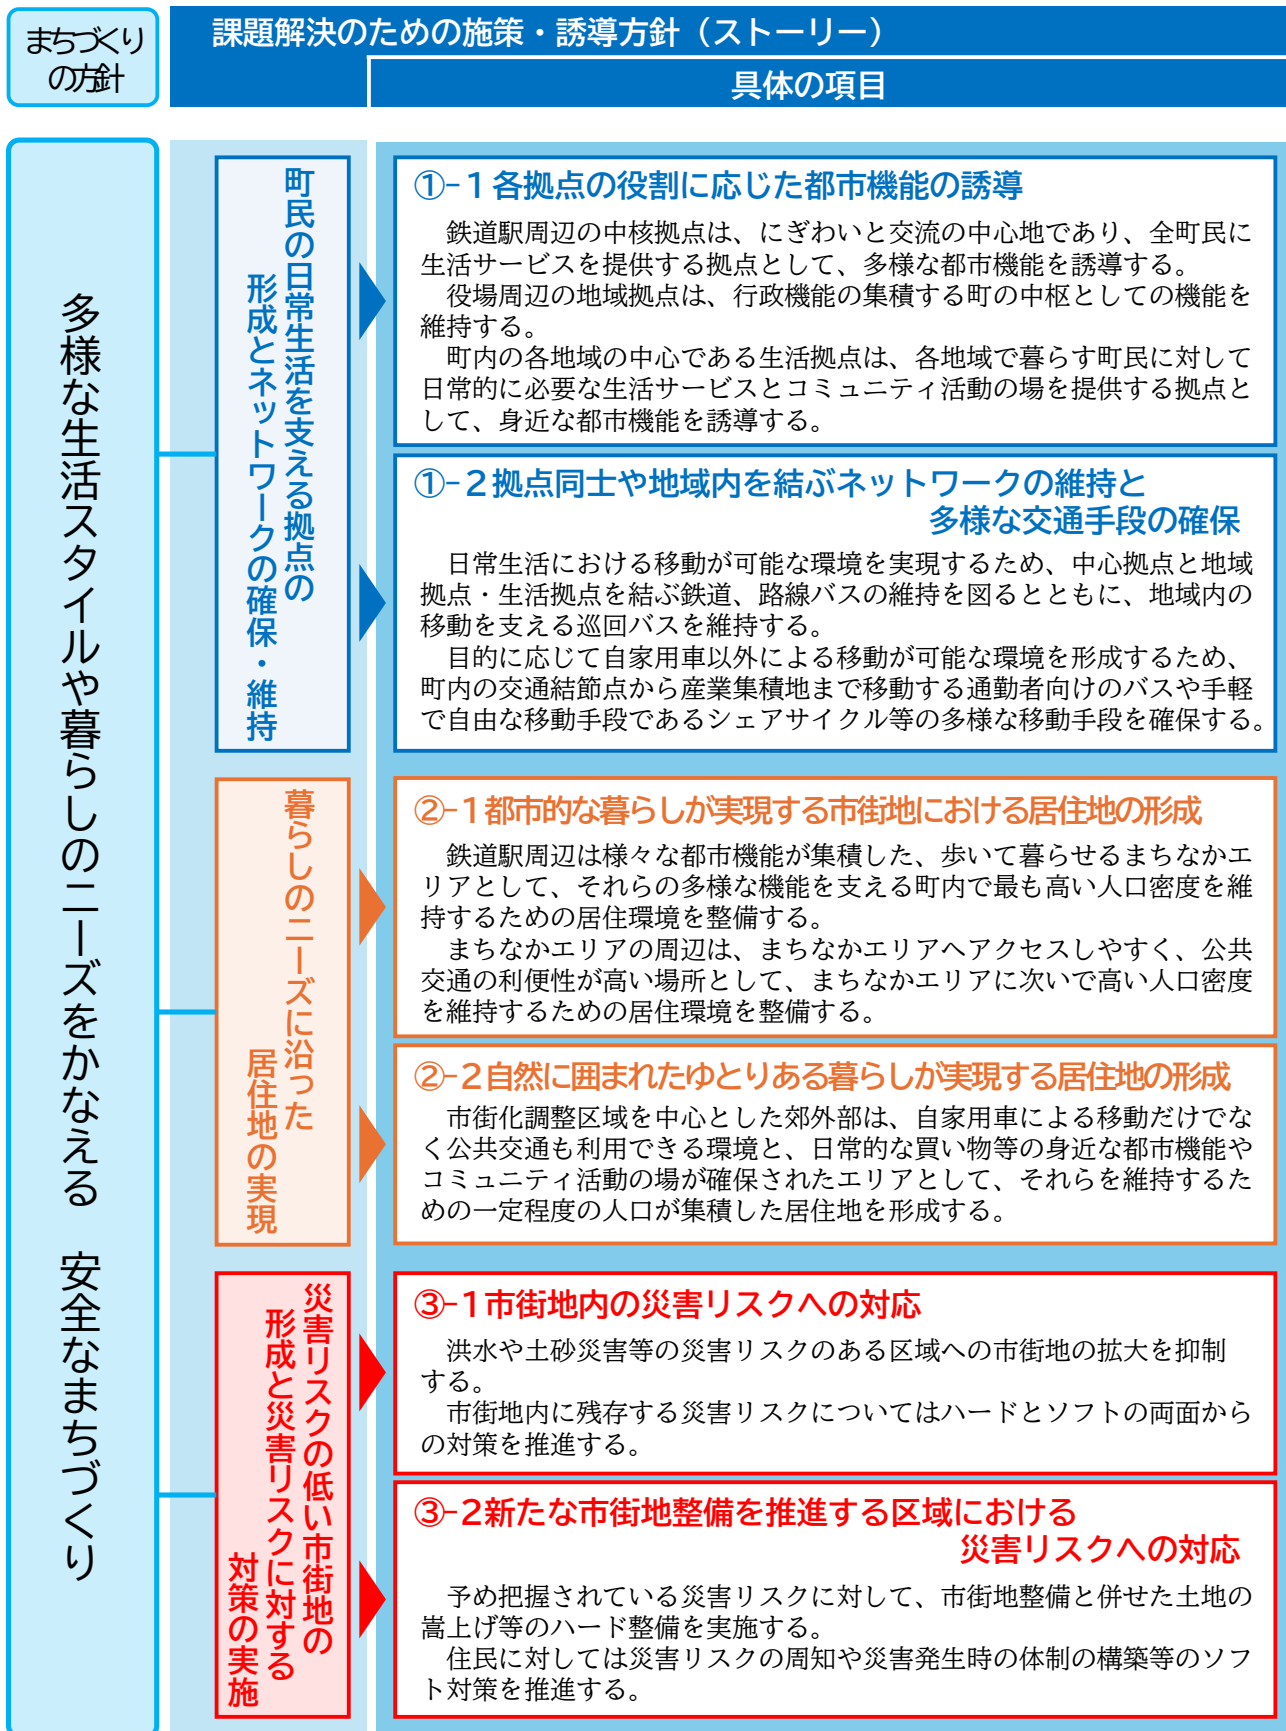 まちづくり
の方針
課題解決のための施策・誘導方針（ストーリー）
具体の項目
多様な生活スタイルや暮らしのニーズをかなえる　安全なまちづくり
町民の日常生活を支える拠点の
形成とネットワークの確保・維持
①-１各拠点の役割に応じた都市機能の誘導
　鉄道駅周辺の中核拠点は、にぎわいと交流の中心地であり、全町民に
生活サービスを提供する拠点として、多様な都市機能を誘導する。
　役場周辺の地域拠点は、行政機能の集積する町の中枢としての機能を
維持する。
　町内の各地域の中心である生活拠点は、各地域で暮らす町民に対して
日常的に必要な生活サービスとコミュニティ活動の場を提供する拠点と
して、身近な都市機能を誘導する。
①-２拠点同士や地域内を結ぶネットワークの維持と
多様な交通手段の確保
　日常生活における移動が可能な環境を実現するため、中心拠点と地域
拠点・生活拠点を結ぶ鉄道、路線バスの維持を図るとともに、地域内の
移動を支える巡回バスを維持する。
　目的に応じて自家用車以外による移動が可能な環境を形成するため、
町内の交通結節点から産業集積地まで移動する通勤者向けのバスや手軽
で自由な移動手段であるシェアサイクル等の多様な移動手段を確保する。
暮らしのニーズに沿った
居住地の実現
②-１都市的な暮らしが実現する市街地における居住地の形成
　鉄道駅周辺は様々な都市機能が集積した、歩いて暮らせるまちなかエ
リアとして、それらの多様な機能を支える町内で最も高い人口密度を維
持するための居住環境を整備する。
　まちなかエリアの周辺は、まちなかエリアへアクセスしやすく、公共
交通の利便性が高い場所として、まちなかエリアに次いで高い人口密度
を維持するための居住環境を整備する。
②-２自然に囲まれたゆとりある暮らしが実現する居住地の形成
　市街化調整区域を中心とした郊外部は、自家用車による移動だけでな
く公共交通も利用できる環境と、日常的な買い物等の身近な都市機能や
コミュニティ活動の場が確保されたエリアとして、それらを維持するた
めの一定程度の人口が集積した居住地を形成する。
災害リスクの低い市街地の
形成と災害リスクに対する
対策の実施
③-１市街地内の災害リスクへの対応
　洪水や土砂災害等の災害リスクのある区域への市街地の拡大を抑制
する。
　市街地内に残存する災害リスクについてはハードとソフトの両面から
の対策を推進する。
③-２新たな市街地整備を推進する区域における
災害リスクへの対応
　予め把握されている災害リスクに対して、市街地整備と併せた土地の
嵩上げ等のハード整備を実施する。
　住民に対しては災害リスクの周知や災害発生時の体制の構築等のソフ
ト対策を推進する。